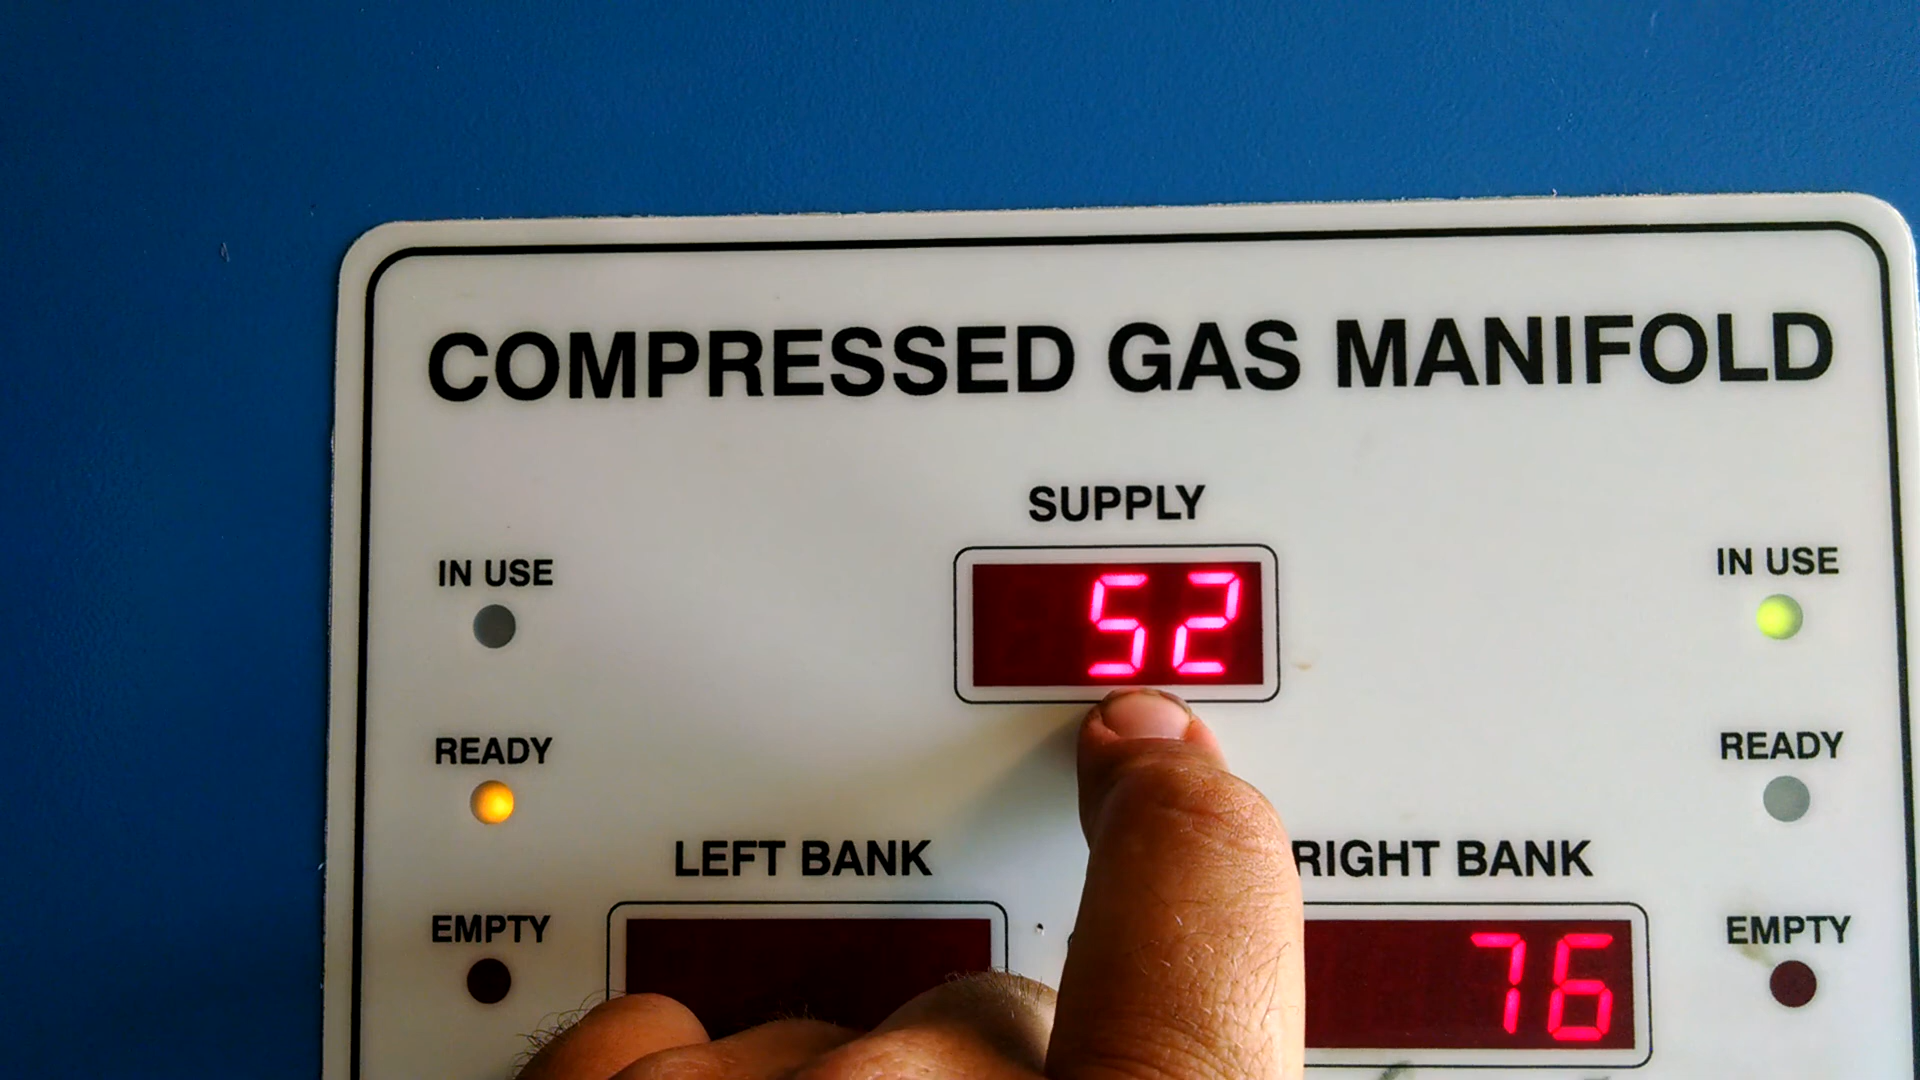 COMPRESSED GAS MANIFOLD
SUPPLY
52
IN USE
IN USE
READY
READY
LEFT BANK
RIGHT BANK
EMPTY
EMPTY
76